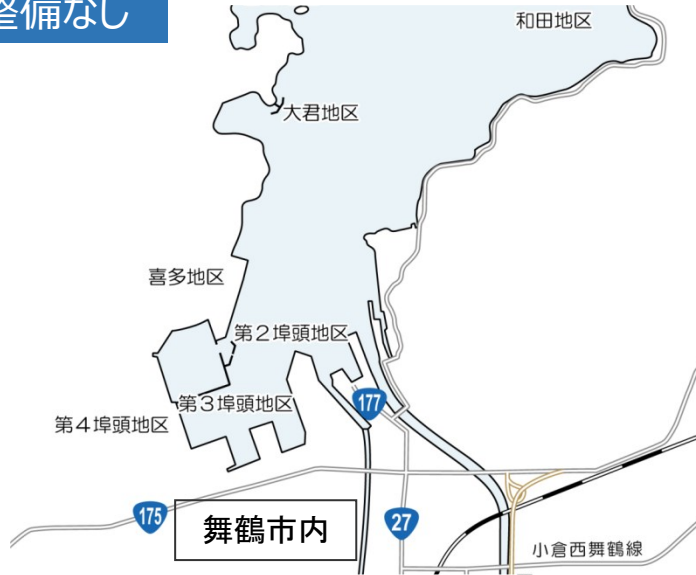 整備なし
和田地区
大君地区
喜多地区
第2埠頭地区
第3埠頭地区
177
第4埠頭地区
175
舞鶴市内
27
小倉西舞鶴線